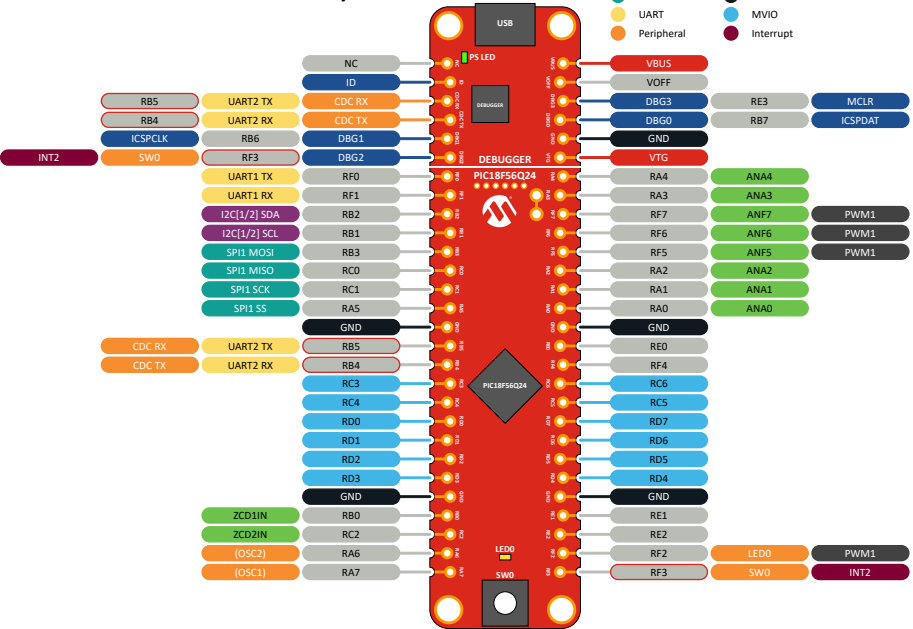 UART MVIO
Peripheral Interrupt
USB
PS LED
NC VBUS
ID VOFF
RB5 UART2 TX CDC RX DEBUGGER DBG3 RE3 MCLR
RB4 UART2 RX CDC TX DBG0 RB7 ICSPDAT
ICSPCLK RB6 DBG1 GND
INT2 SW0 RF3 DBG2 DEBUGGER VTG
UART1 TX RF0 PIC18F56Q24 RA4 ANA4
UART1 RX RF1 RA3 ANA3
I2C[1/2] SDA RB2 RF7 ANF7 PWM1
I2C[1/2] SCL RB1 RF6 ANF6 PWM1
SPI1 MOSI RB3 RF5 ANF5 PWM1
SPI1 MISO RC0 RA2 ANA2
SPI1 SCK RC1 RA1 ANA1
SPI1 SS RA5 RA0 ANA0
GND GND
CDC RX UART2 TX RB5 RE0
CDC TX UART2 RX RB4 RF4
RC3 PIC18F56Q24 RC6
RC4 RC5
RD0 RD7
RD1 RD6
RD2 RD5
RD3 RD4
GND GND
ZCD1IN RB0 RE1
ZCD2IN RC2 RE2
(OSC2) RA6 LED0 RF2 LED0 PWM1
(OSC1) RA7 SW0 RF3 SW0 INT2